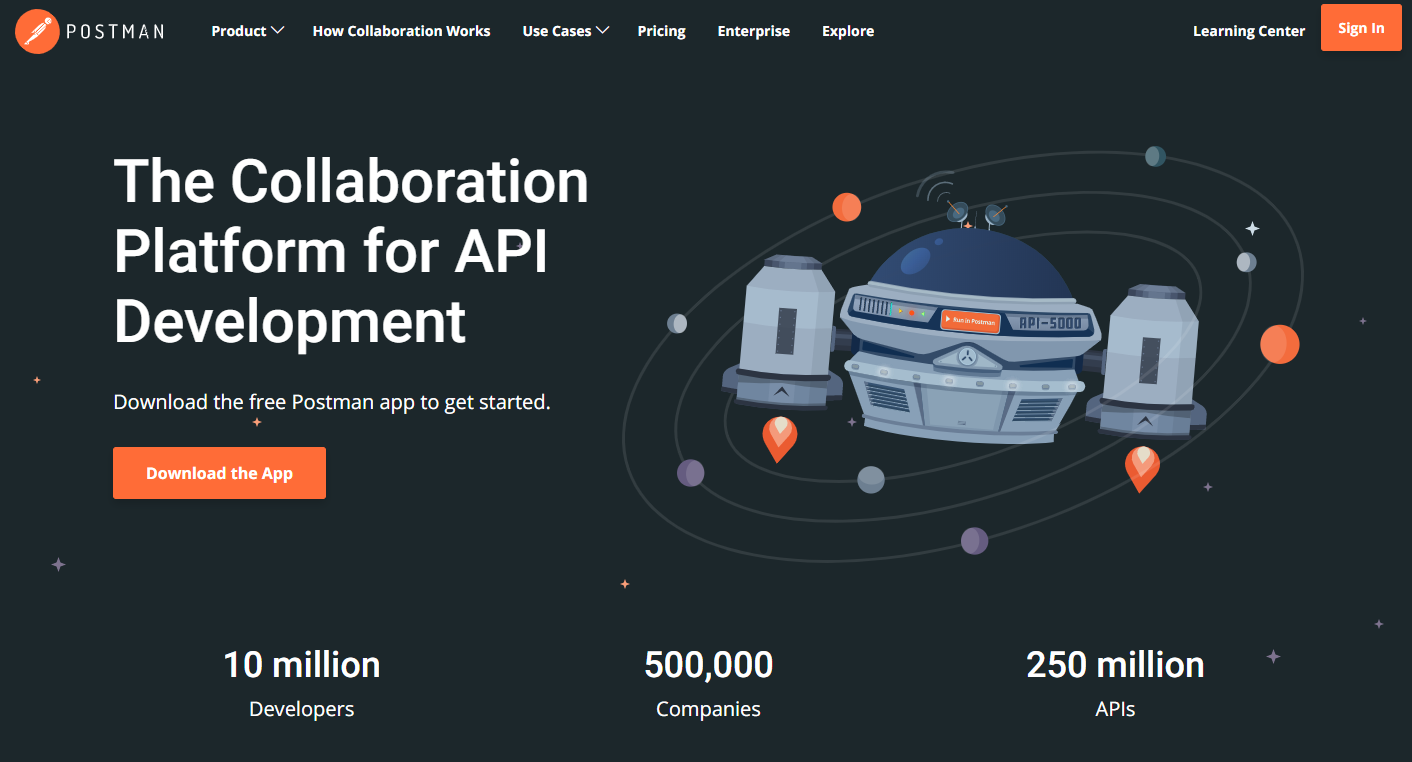 POSTMAN
Product
How Collaboration Works
Use Cases
Pricing
Enterprise
Explore
Learning Center
Sign In
The Collaboration
Platform for API
Development
Download the free Postman app to get started.
Download the App
Run in Postman
API-5000
10 million
Developers
500,000
Companies
250 million
APIs